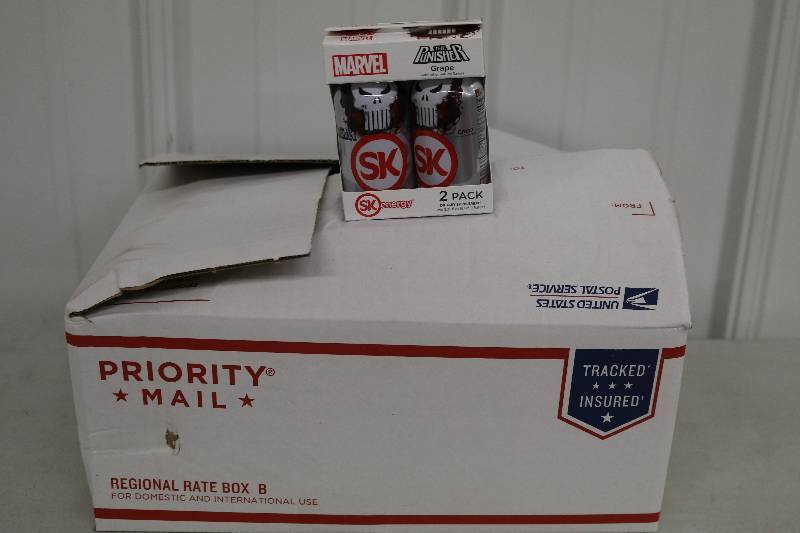 MARVEL
THE
PUNISHER
Grape
SK
SK
SK energy
2 PACK
TO:
FROM:
UNITED STATES
POSTAL SERVICE®
PRIORITY®
★ MAIL ★
TRACKED
★ ★ ★
INSURED
★
REGIONAL RATE BOX B
FOR DOMESTIC AND INTERNATIONAL USE